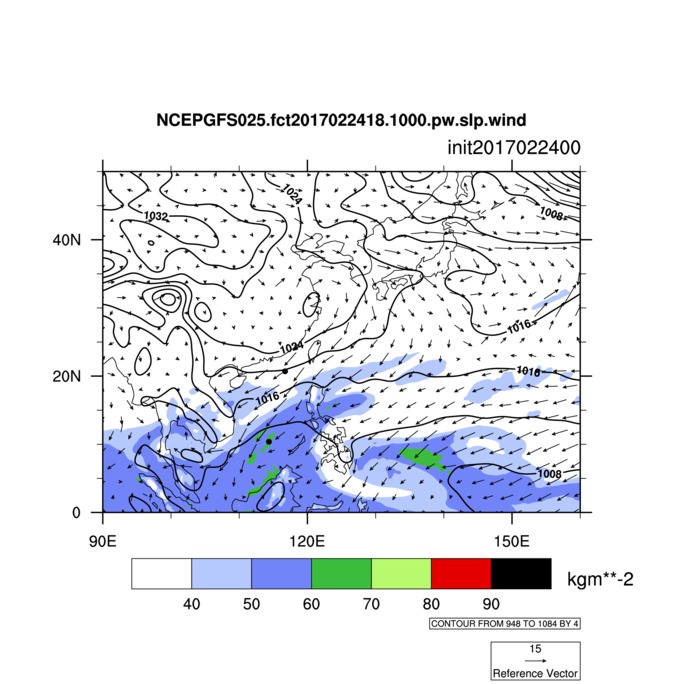 NCEPGFS025.fct2017022418.1000.pw.slp.wind
init2017022400
1024
1032
1008
40N
1016
1024
1016
20N
1016
1008
0
90E 120E 150E
kgm**-2
40 50 60 70 80 90
CONTOUR FROM 948 TO 1084 BY 4
15
Reference Vector